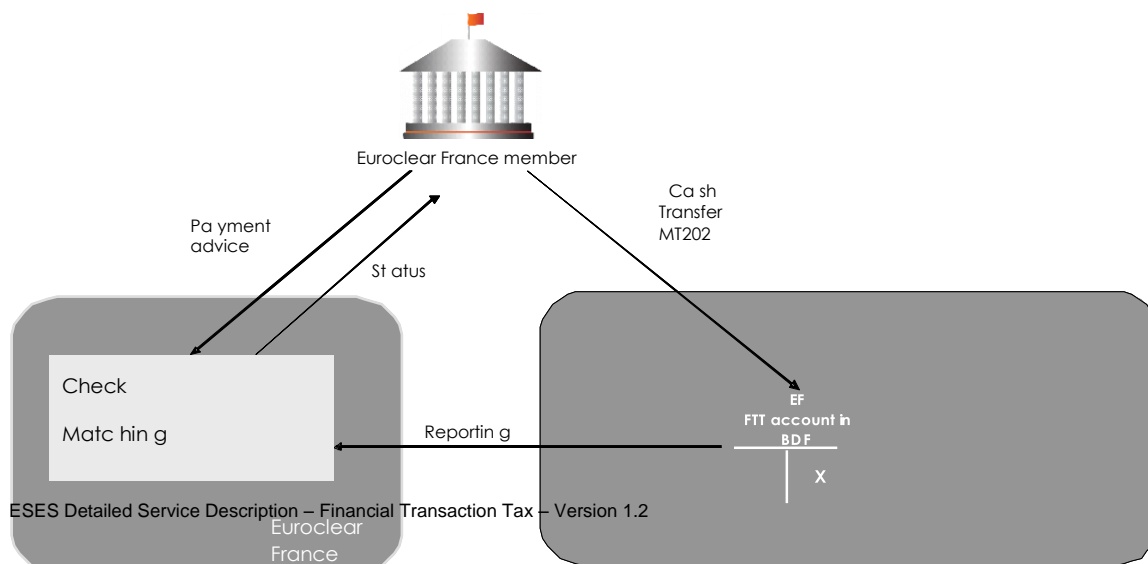 Euroclear France member
Ca sh
Transfer
MT202
Pa yment
advice
St atus
Check
Matc hin g
Reportin g
EF
FTT account in
BDF
X
ESES Detailed Service Description – Financial Transaction Tax – Version 1.2
Euroclear
France